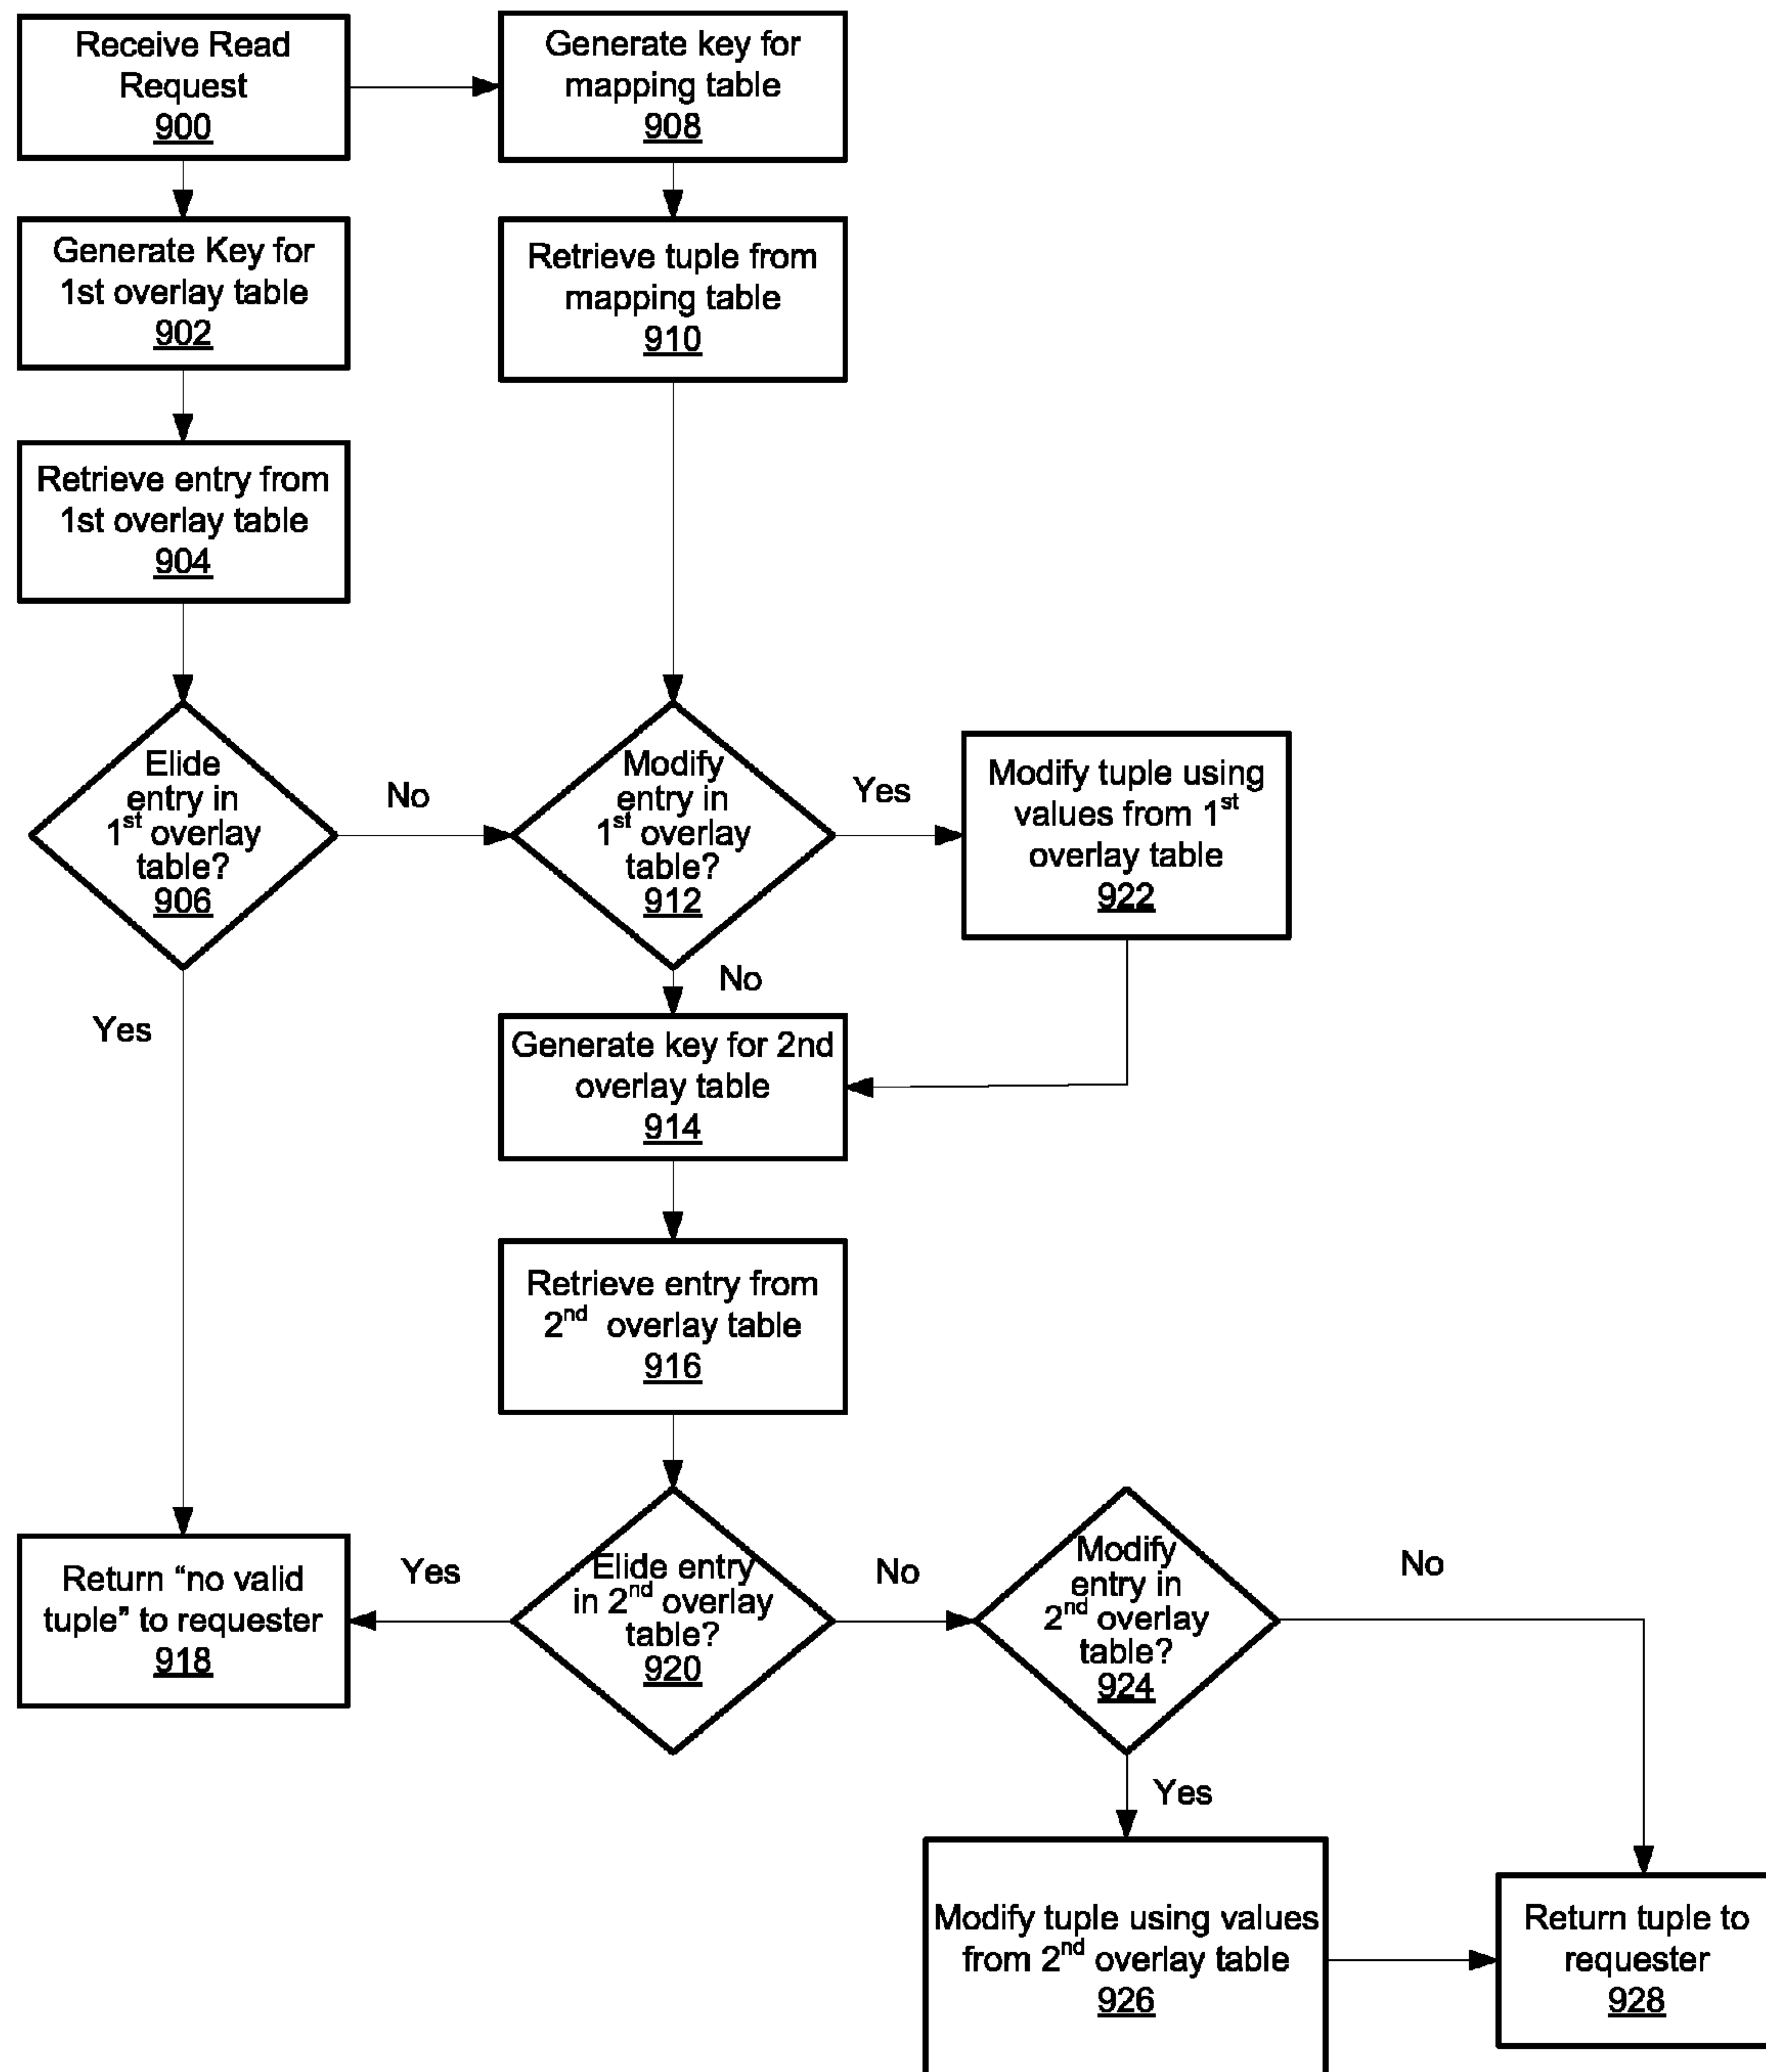 Receive Read
Request
900
Generate key for
mapping table
908
Generate Key for
1st overlay table
902
Retrieve tuple from
mapping table
910
Retrieve entry from
1st overlay table
904
Elide
entry in
1st overlay
table?
906
No
Modify
entry in
1st overlay
table?
912
Yes
Modify tuple using
values from 1st
overlay table
922
Yes
No
Generate key for 2nd
overlay table
914
Retrieve entry from
2nd overlay table
916
Return “no valid
tuple” to requester
918
Yes
Elide entry
in 2nd overlay
table?
920
No
Modify
entry in
2nd overlay
table?
924
No
Yes
Modify tuple using values
from 2nd overlay table
926
Return tuple to
requester
928